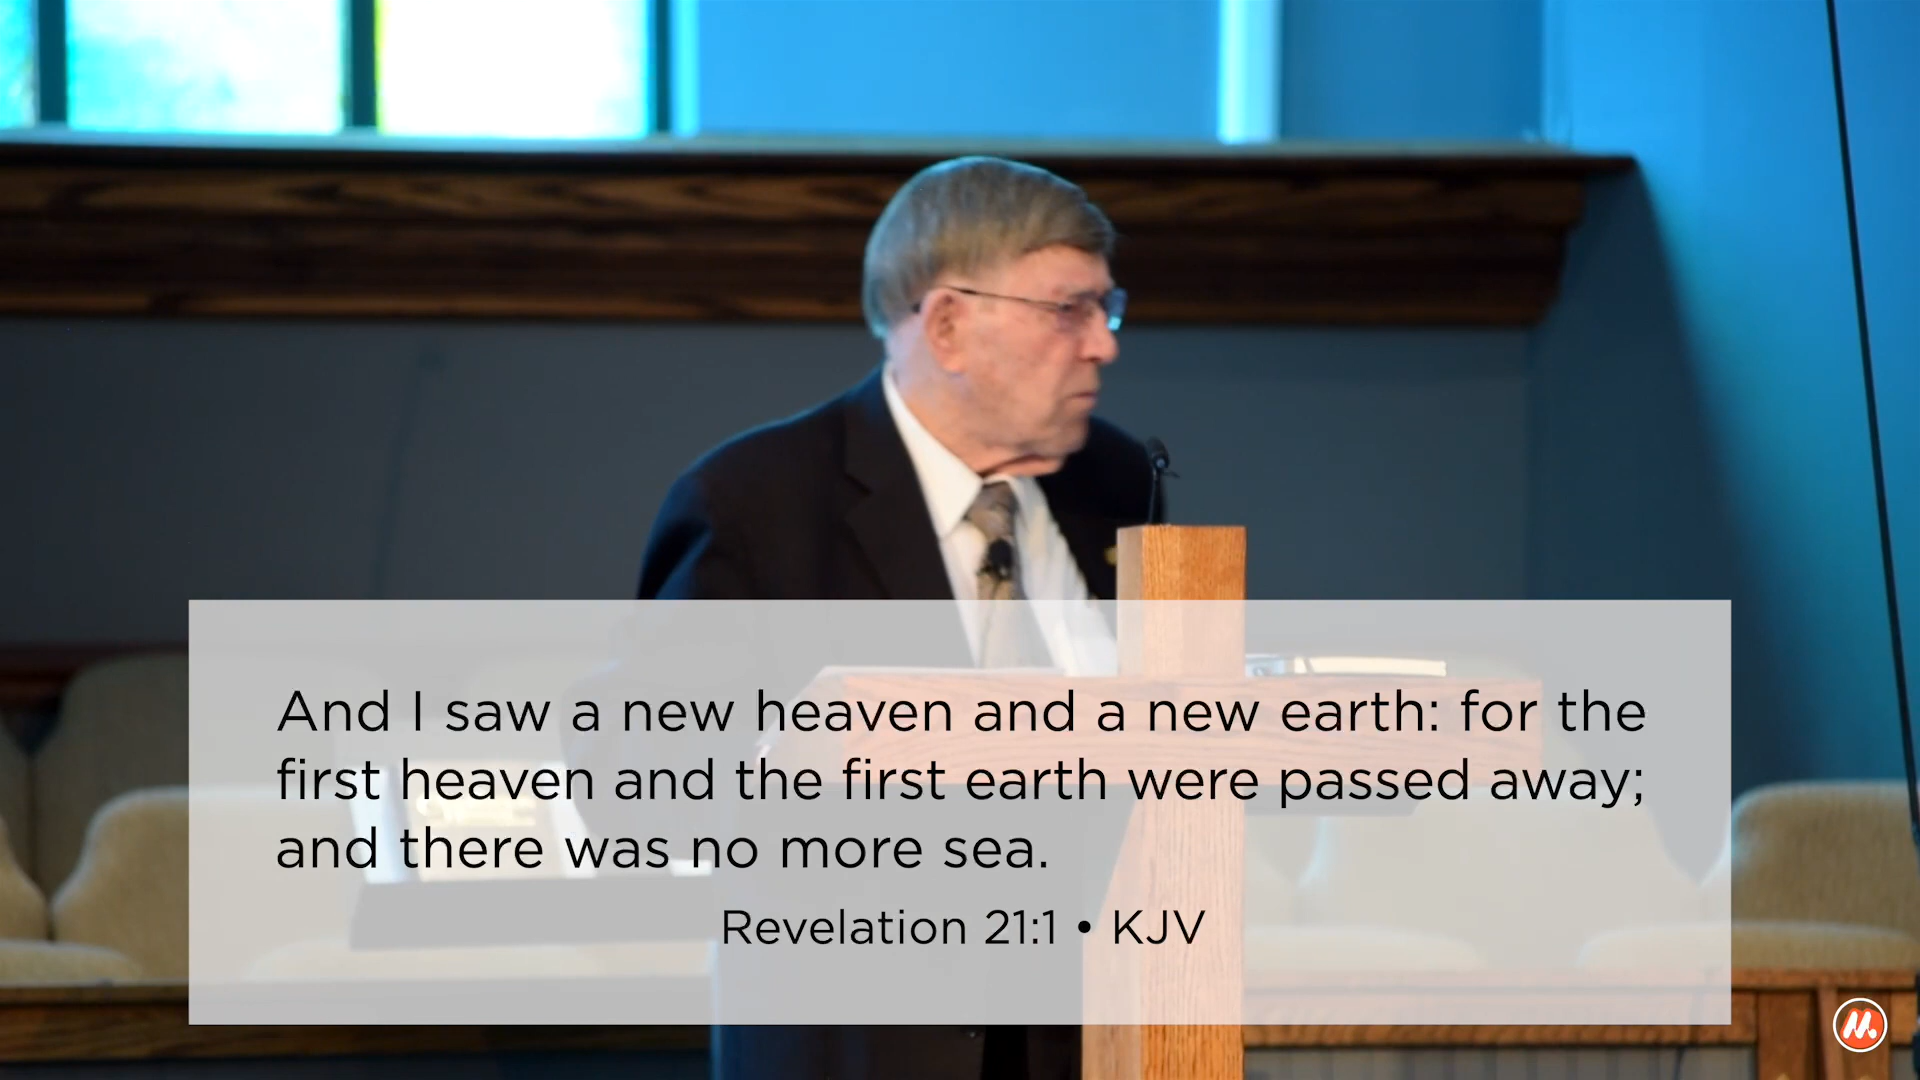 And I saw a new heaven and a new earth: for the
first heaven and the first earth were passed away;
and there was no more sea.
Revelation 21:1 • KJV